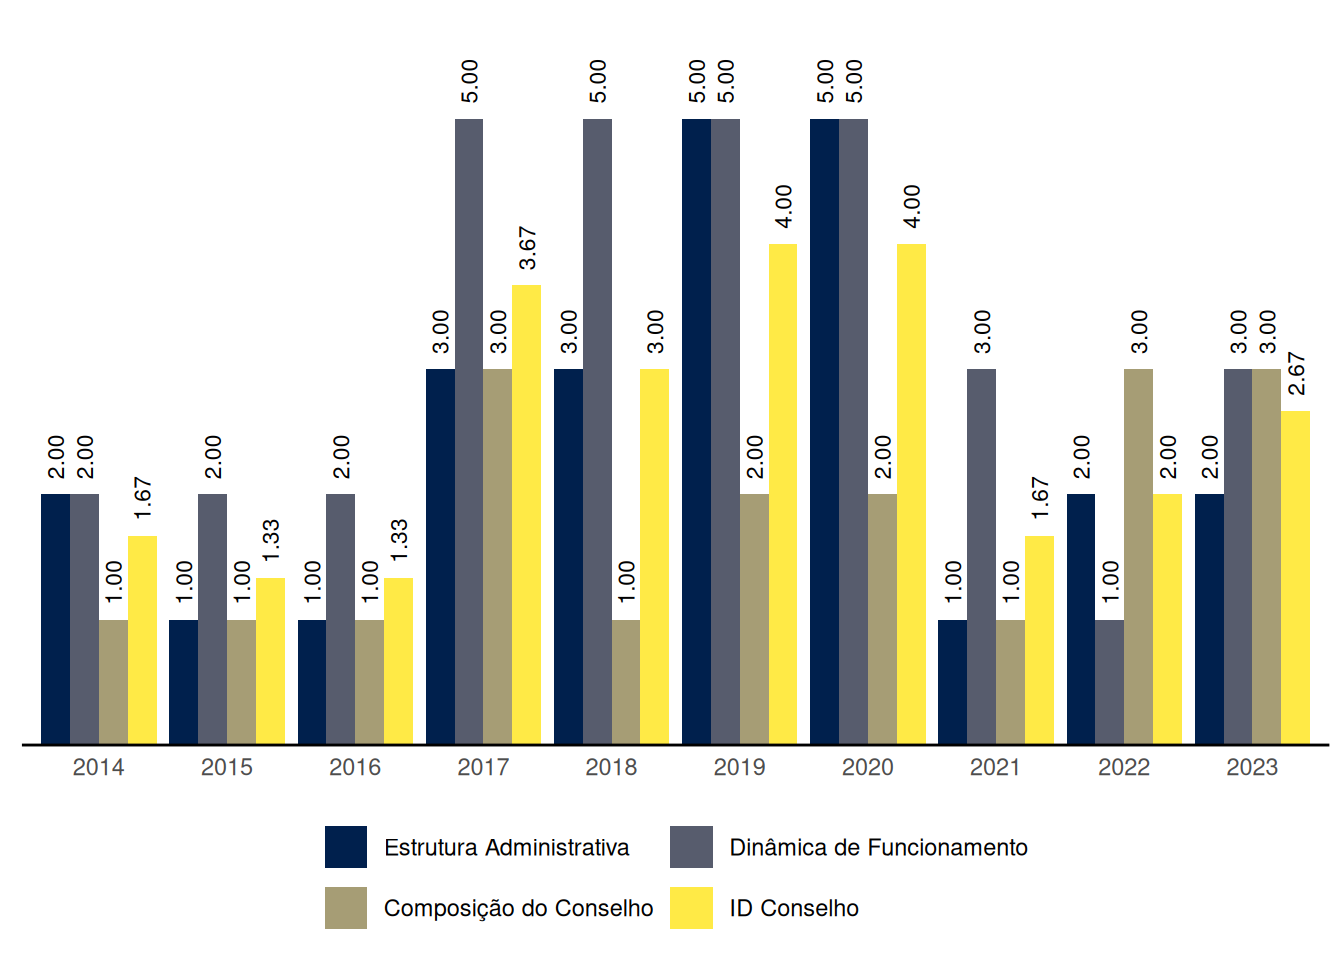 2.00 2.00 1.00 1.67
1.00 2.00 1.00 1.33
1.00 2.00 1.00 1.33
3.00 5.00 3.00 3.67
3.00 5.00 1.00 3.00
5.00 5.00 2.00 4.00
5.00 5.00 2.00 4.00
1.00 3.00 1.00 1.67
2.00 1.00 3.00 2.00
2.00 3.00 3.00 2.67
2014 2015 2016 2017 2018 2019 2020 2021 2022 2023
Estrutura Administrativa Dinâmica de Funcionamento
Composição do Conselho ID Conselho